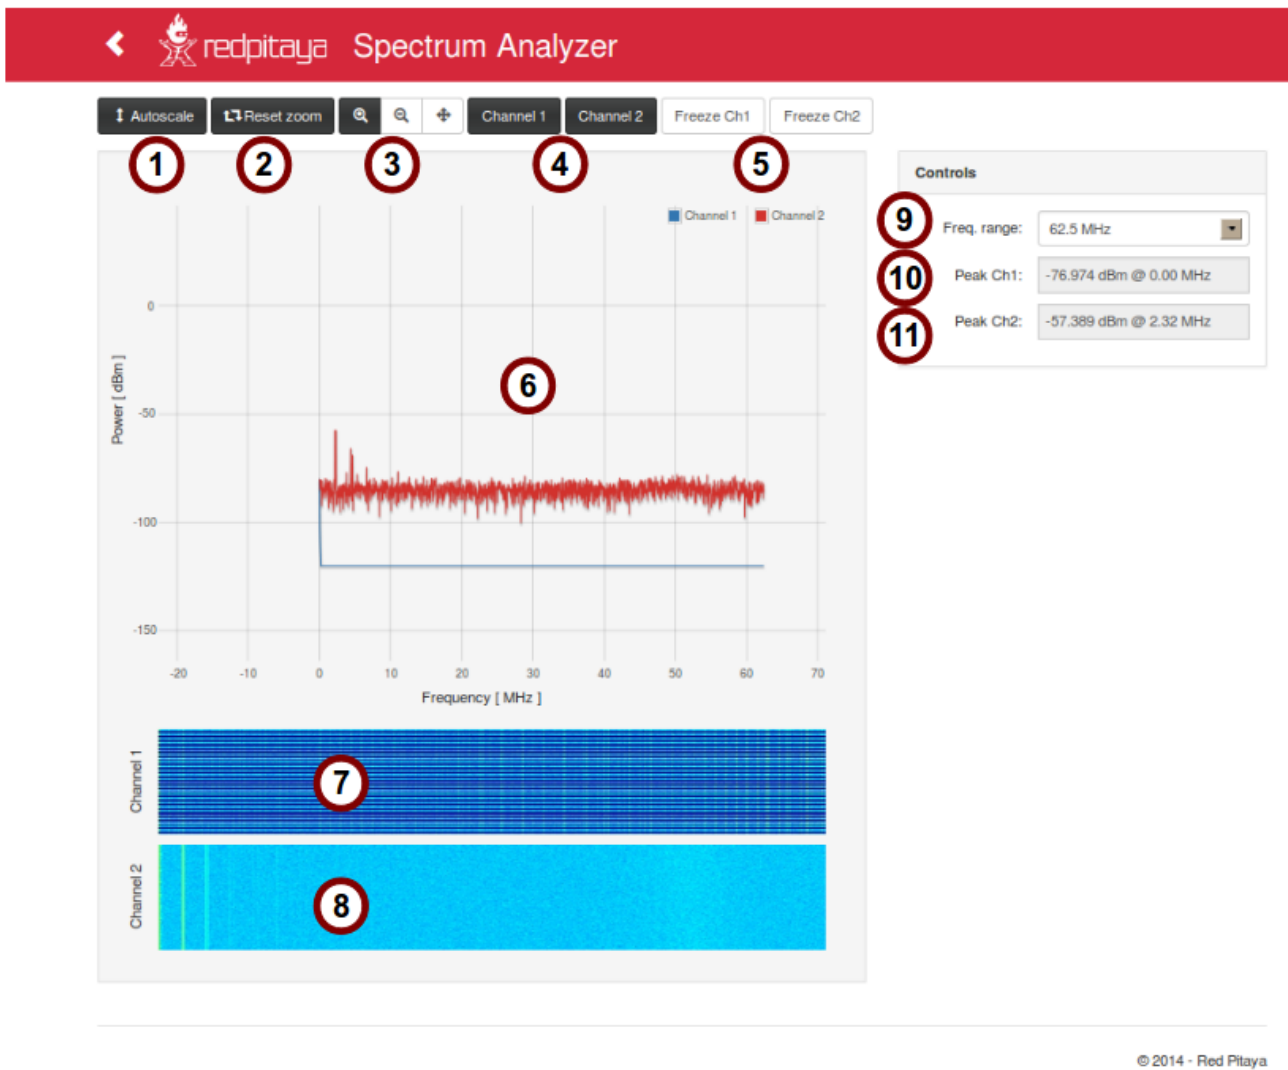 redpitaya Spectrum Analyzer
Autoscale Reset zoom Channel 1 Channel 2 Freeze Ch1 Freeze Ch2
1 2 3 4 5
Controls
Channel 1 Channel 2
9 Freq. range: 62.5 MHz
10 Peak Ch1: -76.974 dBm @ 0.00 MHz
11 Peak Ch2: -57.389 dBm @ 2.32 MHz
0
6
Power [ dBm ]
-50
-100
-150
-20 -10 0 10 20 30 40 50 60 70
Frequency [ MHz ]
Channel 1
7
Channel 2
8
© 2014 - Red Pitaya